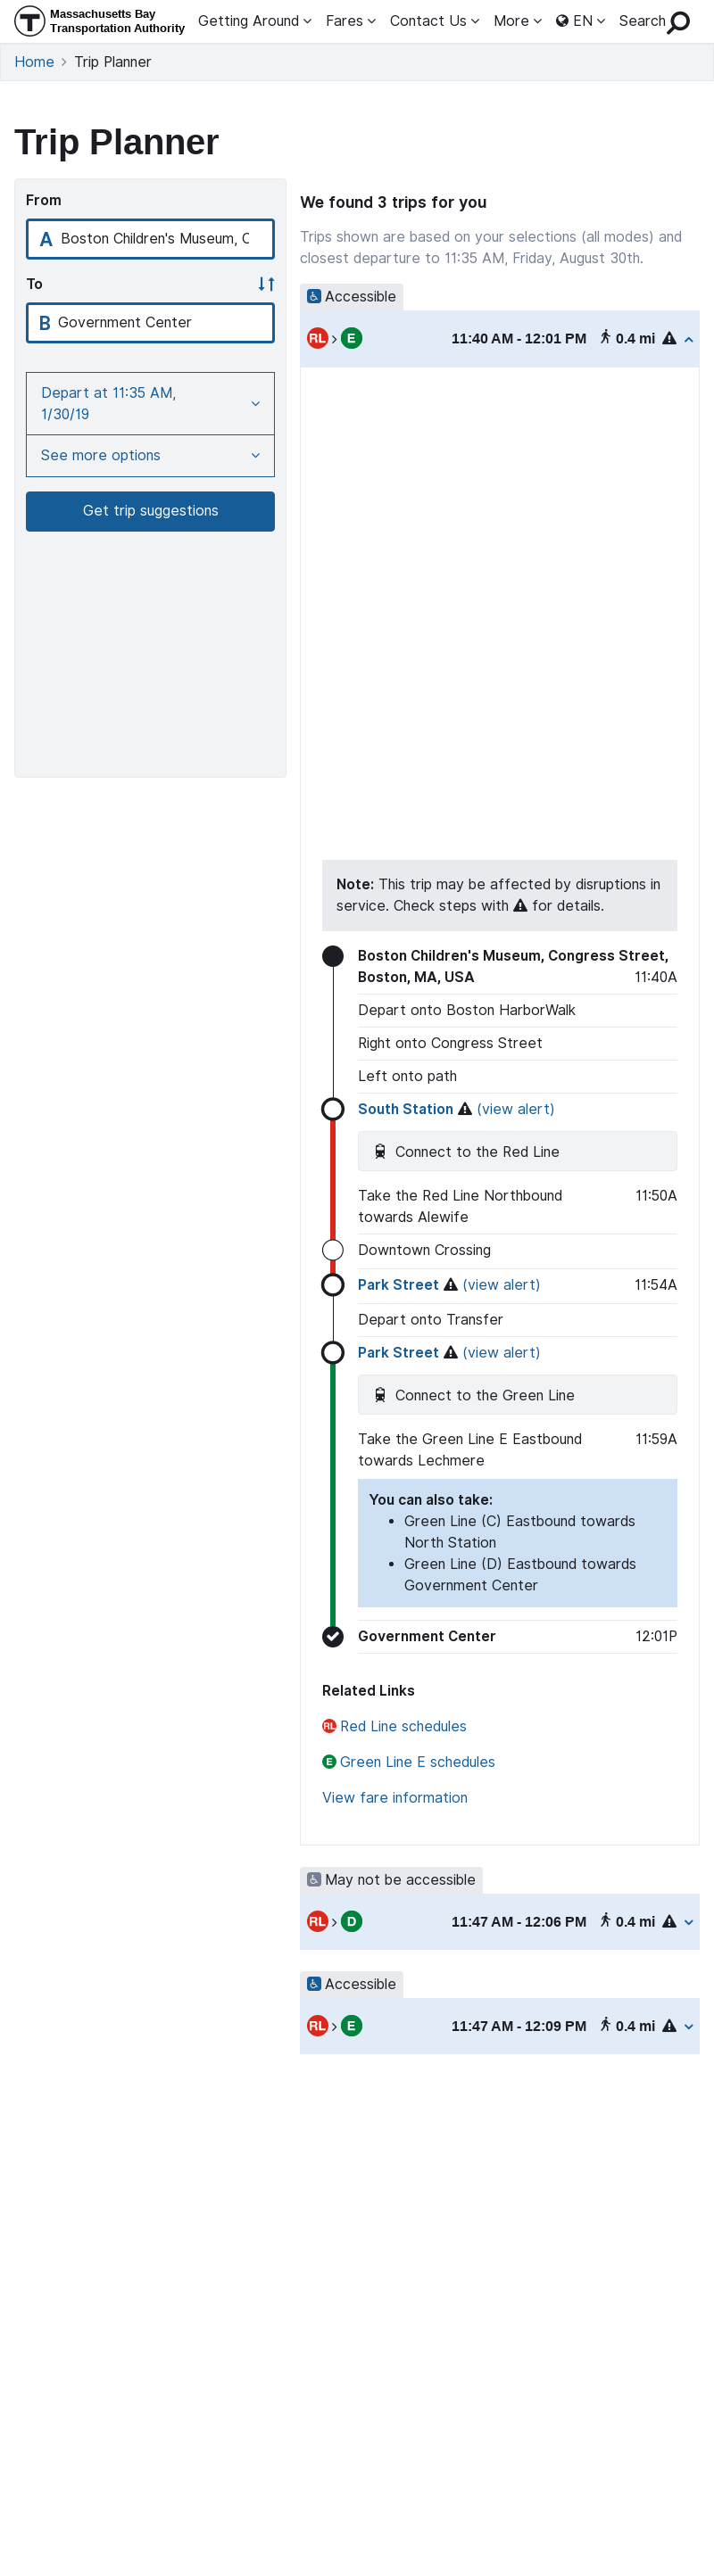 Massachusetts Bay
Transportation Authority
Getting Around
Fares
Contact Us
More
EN
Search
Home > Trip Planner
Trip Planner
From
A Boston Children's Museum, C
To
B Government Center
Depart at 11:35 AM,
1/30/19
See more options
Get trip suggestions
We found 3 trips for you
Trips shown are based on your selections (all modes) and
closest departure to 11:35 AM, Friday, August 30th.
Accessible
RL > E 11:40 AM - 12:01 PM 0.4 mi
Note: This trip may be affected by disruptions in
service. Check steps with for details.
Boston Children's Museum, Congress Street,
Boston, MA, USA 11:40A
Depart onto Boston HarborWalk
Right onto Congress Street
Left onto path
South Station (view alert)
Connect to the Red Line
Take the Red Line Northbound 11:50A
towards Alewife
Downtown Crossing
Park Street (view alert) 11:54A
Depart onto Transfer
Park Street (view alert)
Connect to the Green Line
Take the Green Line E Eastbound 11:59A
towards Lechmere
You can also take:
• Green Line (C) Eastbound towards
North Station
• Green Line (D) Eastbound towards
Government Center
Government Center 12:01P
Related Links
RL Red Line schedules
E Green Line E schedules
View fare information
May not be accessible
RL > D 11:47 AM - 12:06 PM 0.4 mi
Accessible
RL > E 11:47 AM - 12:09 PM 0.4 mi